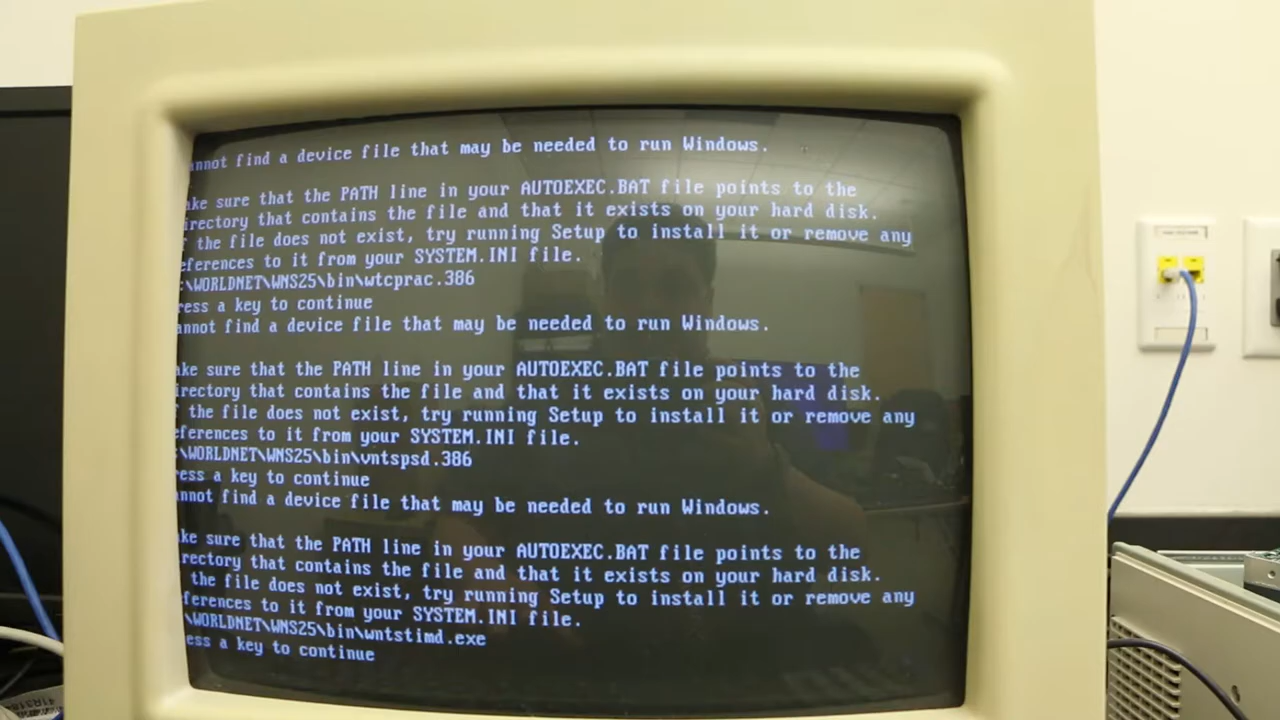 annot find a device file that may be needed to run Windows.
ake sure that the PATH line in your AUTOEXEC.BAT file points to the
irectory that contains the file and that it exists on your hard disk.
f the file does not exist, try running Setup to install it or remove any
eferences to it from your SYSTEM.INI file.
:\WORLDNET\WNS25\bin\wtcprac.386
ress a key to continue
annot find a device file that may be needed to run Windows.
ake sure that the PATH line in your AUTOEXEC.BAT file points to the
irectory that contains the file and that it exists on your hard disk.
f the file does not exist, try running Setup to install it or remove any
eferences to it from your SYSTEM.INI file.
:\WORLDNET\WNS25\bin\vntspsd.386
ress a key to continue
annot find a device file that may be needed to run Windows.
ke sure that the PATH line in your AUTOEXEC.BAT file points to the
rectory that contains the file and that it exists on your hard disk.
the file does not exist, try running Setup to install it or remove any
ferences to it from your SYSTEM.INI file.
\WORLDNET\WNS25\bin\wntstimd.exe
ess a key to continue